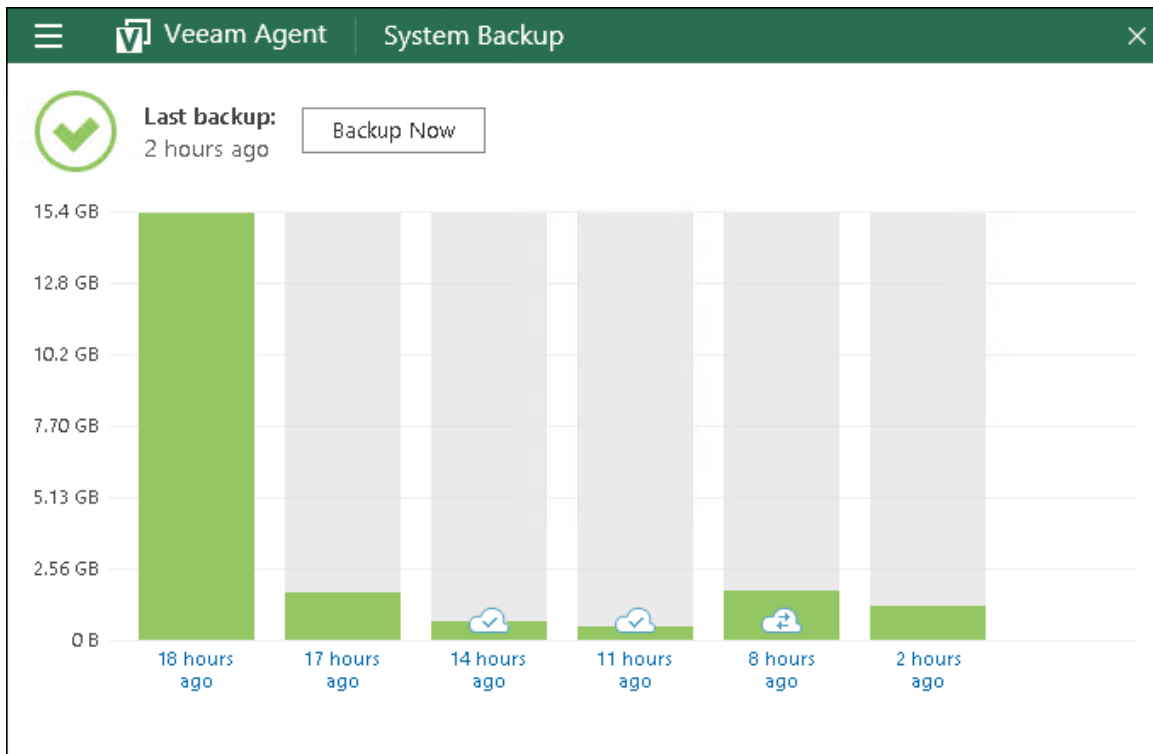 Veeam Agent
System Backup
Last backup:
2 hours ago
Backup Now
15.4 GB
12.8 GB
10.2 GB
7.70 GB
5.13 GB
2.56 GB
0 B
18 hours
ago
17 hours
ago
14 hours
ago
11 hours
ago
8 hours
ago
2 hours
ago